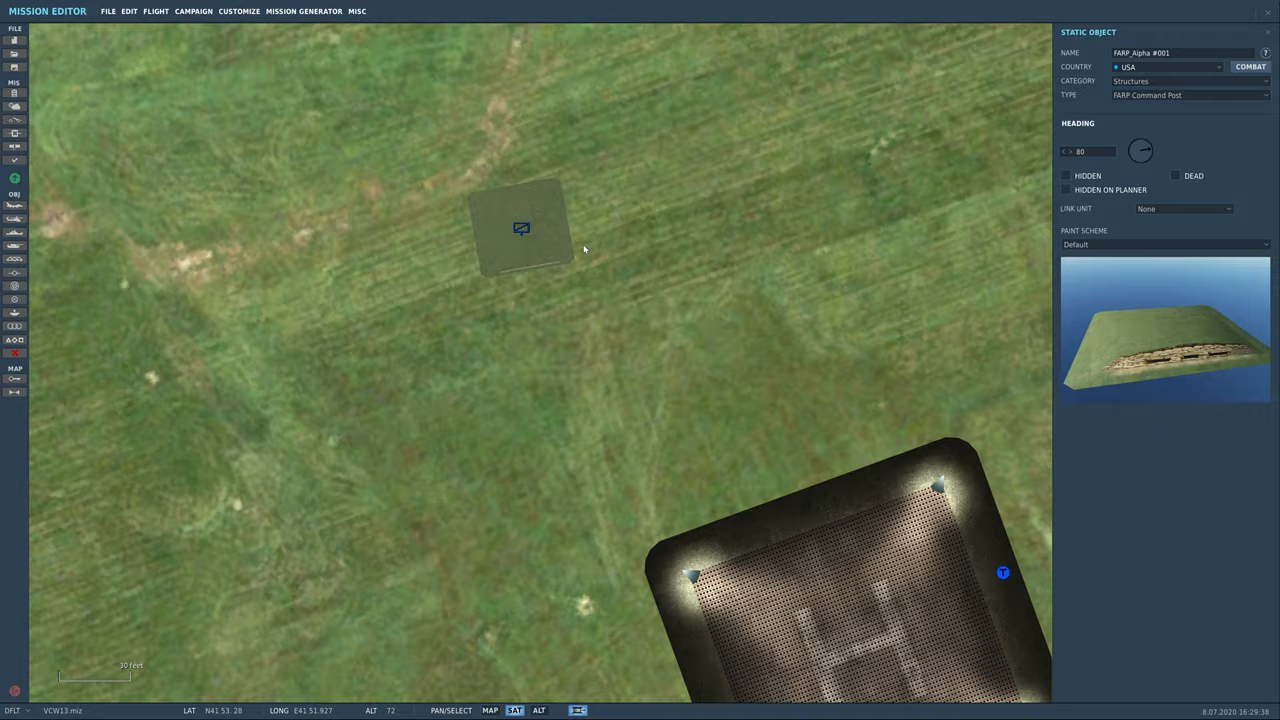 MISSION EDITOR FILE EDIT FLIGHT CAMPAIGN CUSTOMIZE MISSION GENERATOR MISC
FILE
MIS
OBJ
MAP
STATIC OBJECT
NAME FARP_Alpha #001 ?
COUNTRY USA COMBAT
CATEGORY Structures
TYPE FARP Command Post
HEADING
< > 80
HIDDEN DEAD
HIDDEN ON PLANNER
LINK UNIT None
PAINT SCHEME
Default
T
30 feet
DFLT VCW13.miz LAT N41 53. 28 LONG E41 51.927 ALT 72 PAN/SELECT MAP SAT ALT 8.07.2020 16:29:38